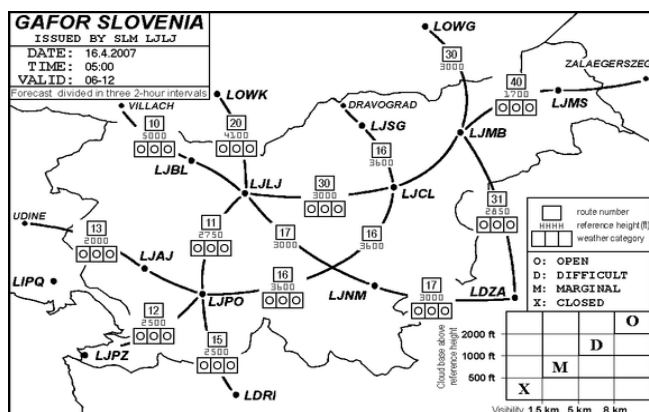 GAFOR SLOVENIA
ISSUED BY SLM LJLJ
DATE: 16.4.2007
TIME: 05:00
VALID: 06-12
Forecast divided in three 2-hour intervals
LOWG
30
3000
ZALAEGERSZEG
40
1700
OOO
LJMS
VILLACH
LOWK
DRAVOGRAD
10
5000
OOO
20
4100
OOO
LJSG
LJMB
16
3600
LJBL
LJLJ
30
3000
OOO
LJCL
31
2850
OOO
UDINE
13
2000
OOO
11
2750
OOO
17
3000
16
3600
LJAJ
LIPQ
16
3600
OOO
LJPO
LJNM
17
3000
OOO
LDZA
12
2500
OOO
15
2500
OOO
LJPZ
LDRI
route number
HHHH reference height(ft)
weather category
O: OPEN
D: DIFFICULT
M: MARGINAL
X: CLOSED
Cloud base above
reference height
2000 ft
1000 ft
500 ft
O
D
M
X
Visibility 1.5 km 5 km 8 km